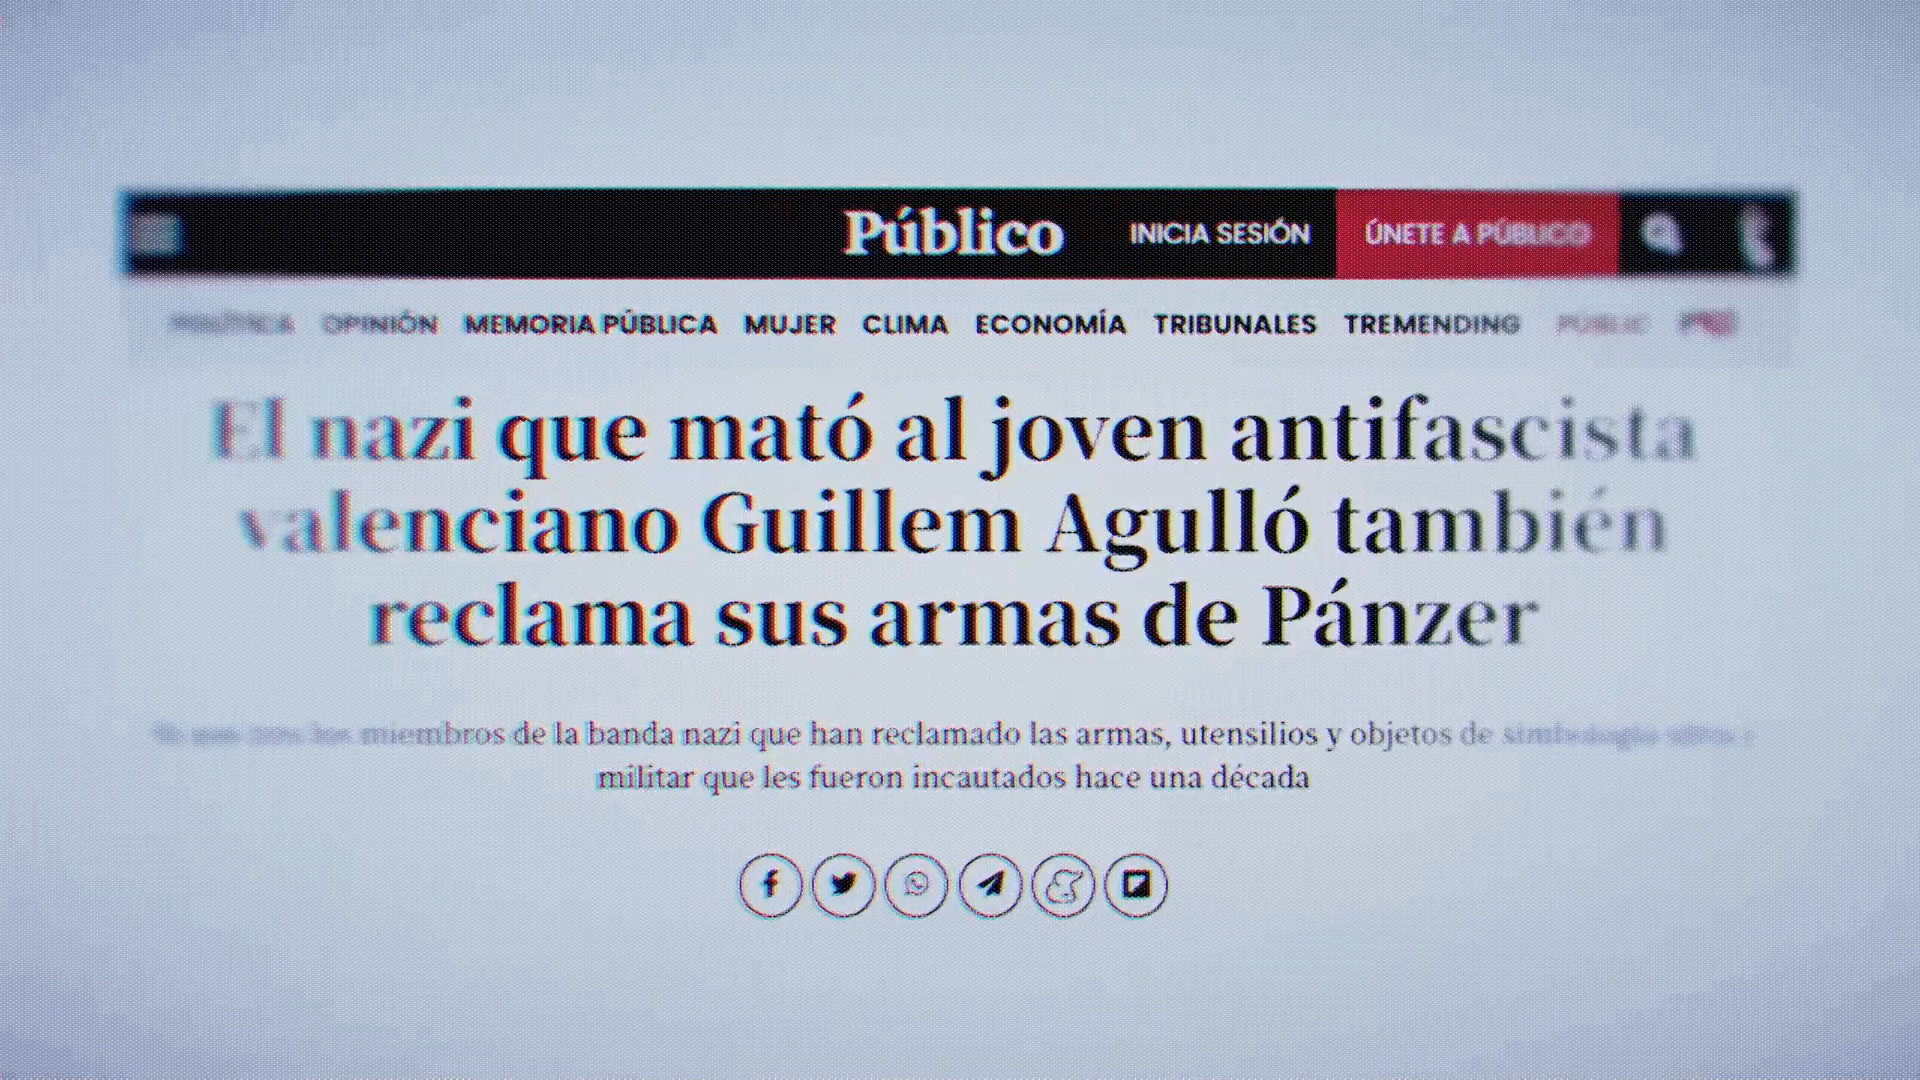 Público INICIA SESIÓN ÚNETE A PÚBLICO
POLÍTICA OPINIÓN MEMORIA PÚBLICA MUJER CLIMA ECONOMÍA TRIBUNALES TREMENDING
El nazi que mató al joven antifascista
valenciano Guillem Agulló también
reclama sus armas de Pánzer
miembros de la banda nazi que han reclamado las armas, utensilios y objetos de simbología
militar que les fueron incautados hace una década